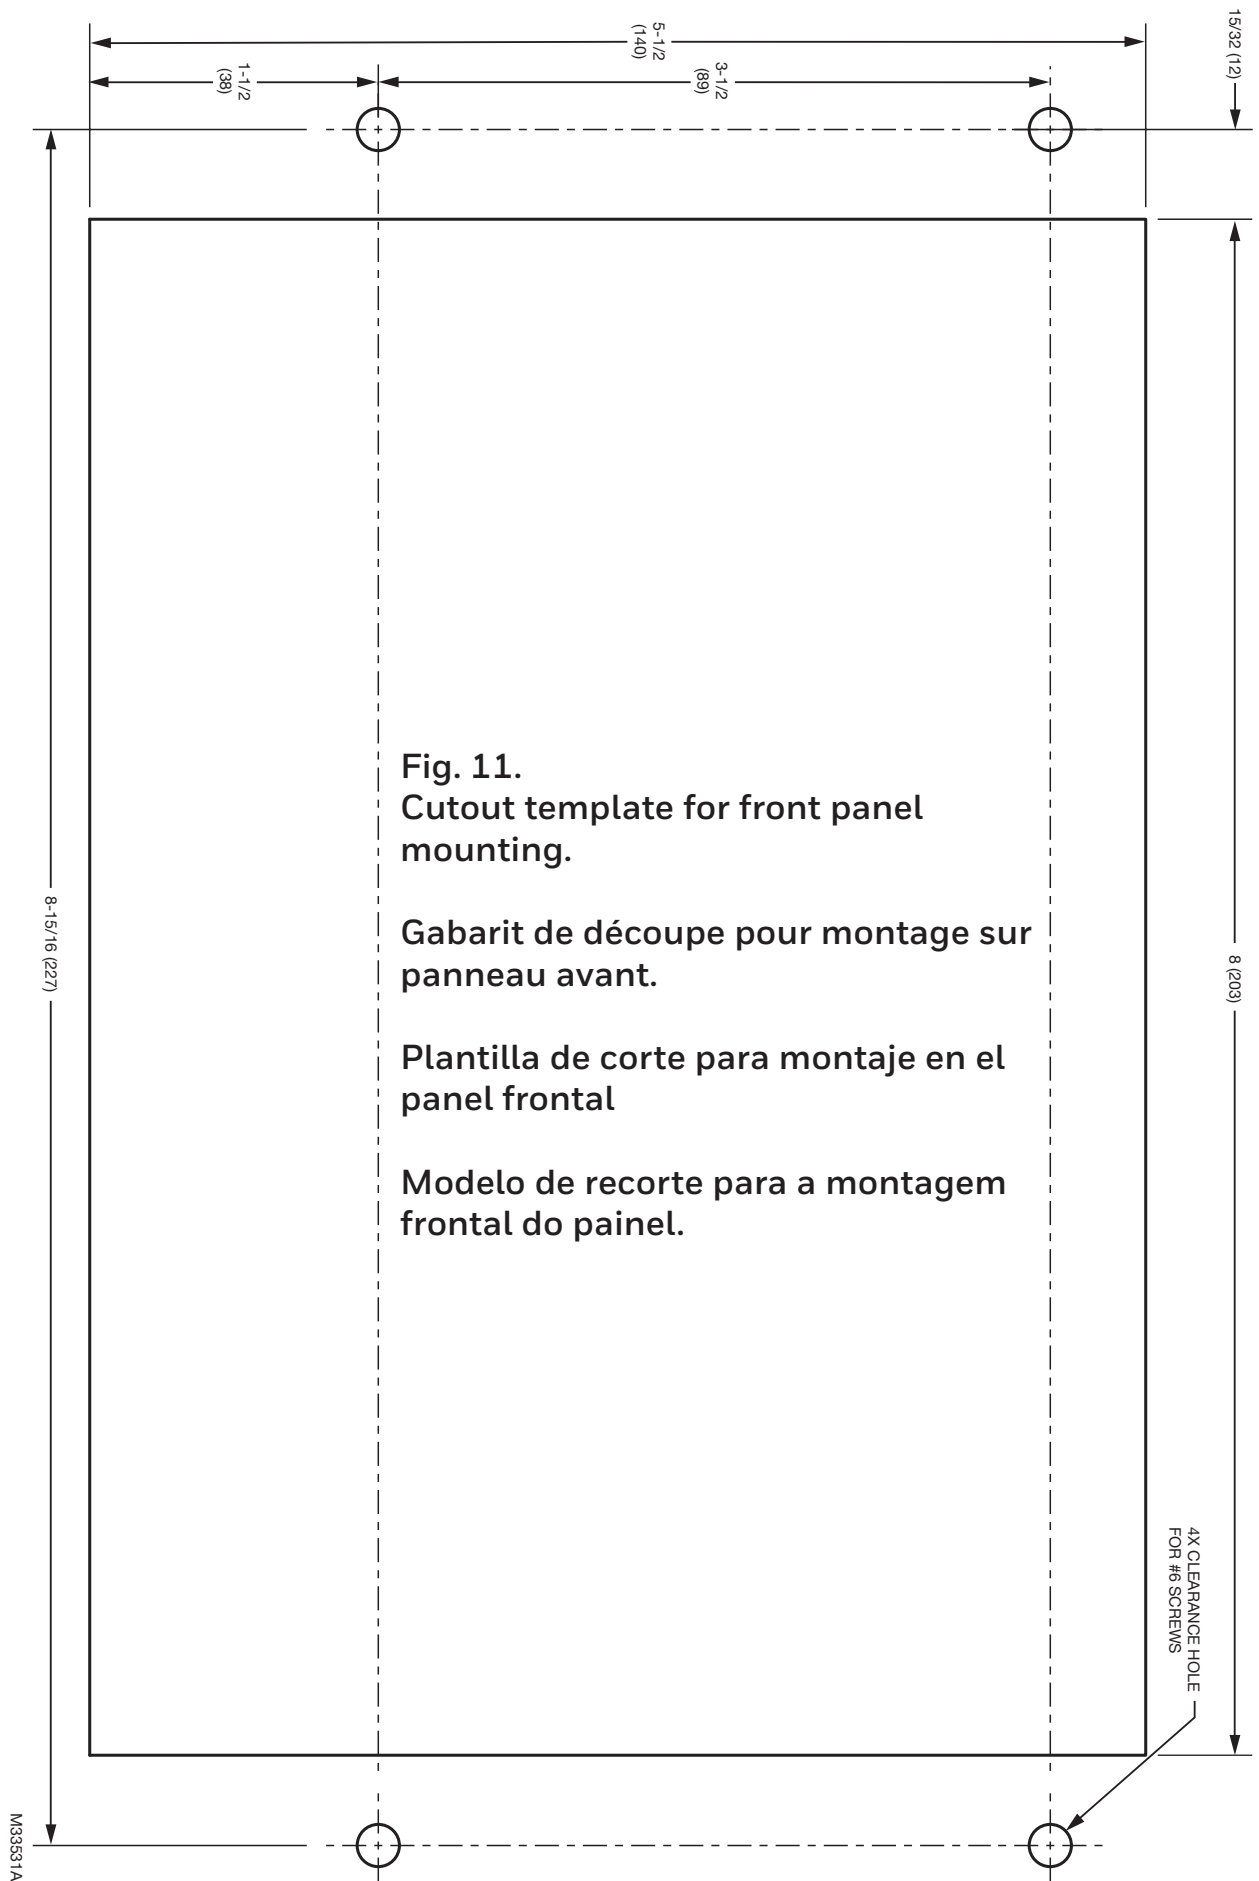 15/32 (12)
5-1/2
(140)
3-1/2
(89)
1-1/2
(38)
Fig. 11.
Cutout template for front panel
mounting.
Gabarit de découpe pour montage sur
panneau avant.
Plantilla de corte para montaje en el
panel frontal
Modelo de recorte para a montagem
frontal do painel.
8-15/16 (227)
8 (203)
4X CLEARANCE HOLE
FOR #6 SCREWS
M33531A